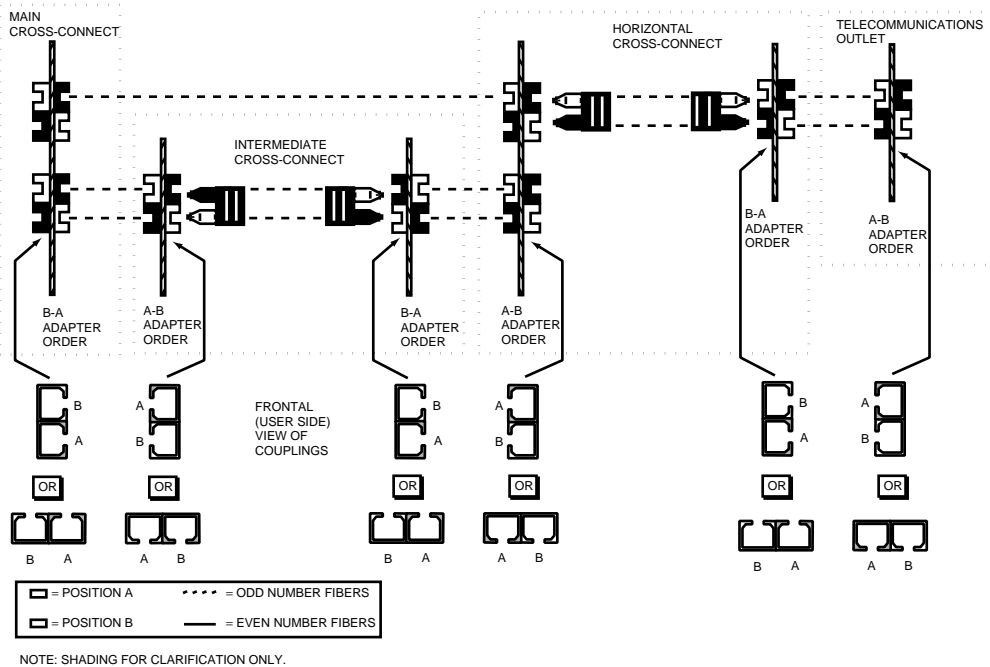 MAIN
CROSS-CONNECT
HORIZONTAL
CROSS-CONNECT
TELECOMMUNICATIONS
OUTLET
INTERMEDIATE
CROSS-CONNECT
B-A
ADAPTER
ORDER
A-B
ADAPTER
ORDER
B-A
ADAPTER
ORDER
A-B
ADAPTER
ORDER
B-A
ADAPTER
ORDER
A-B
ADAPTER
ORDER
B
A
A
B
FRONTAL
(USER SIDE)
VIEW OF
COUPLINGS
B
A
A
B
B
A
A
B
OR
OR
OR
OR
OR
OR
B A
A B
B A
A B
B A
A B
= POSITION A
= ODD NUMBER FIBERS
= POSITION B
= EVEN NUMBER FIBERS
NOTE: SHADING FOR CLARIFICATION ONLY.